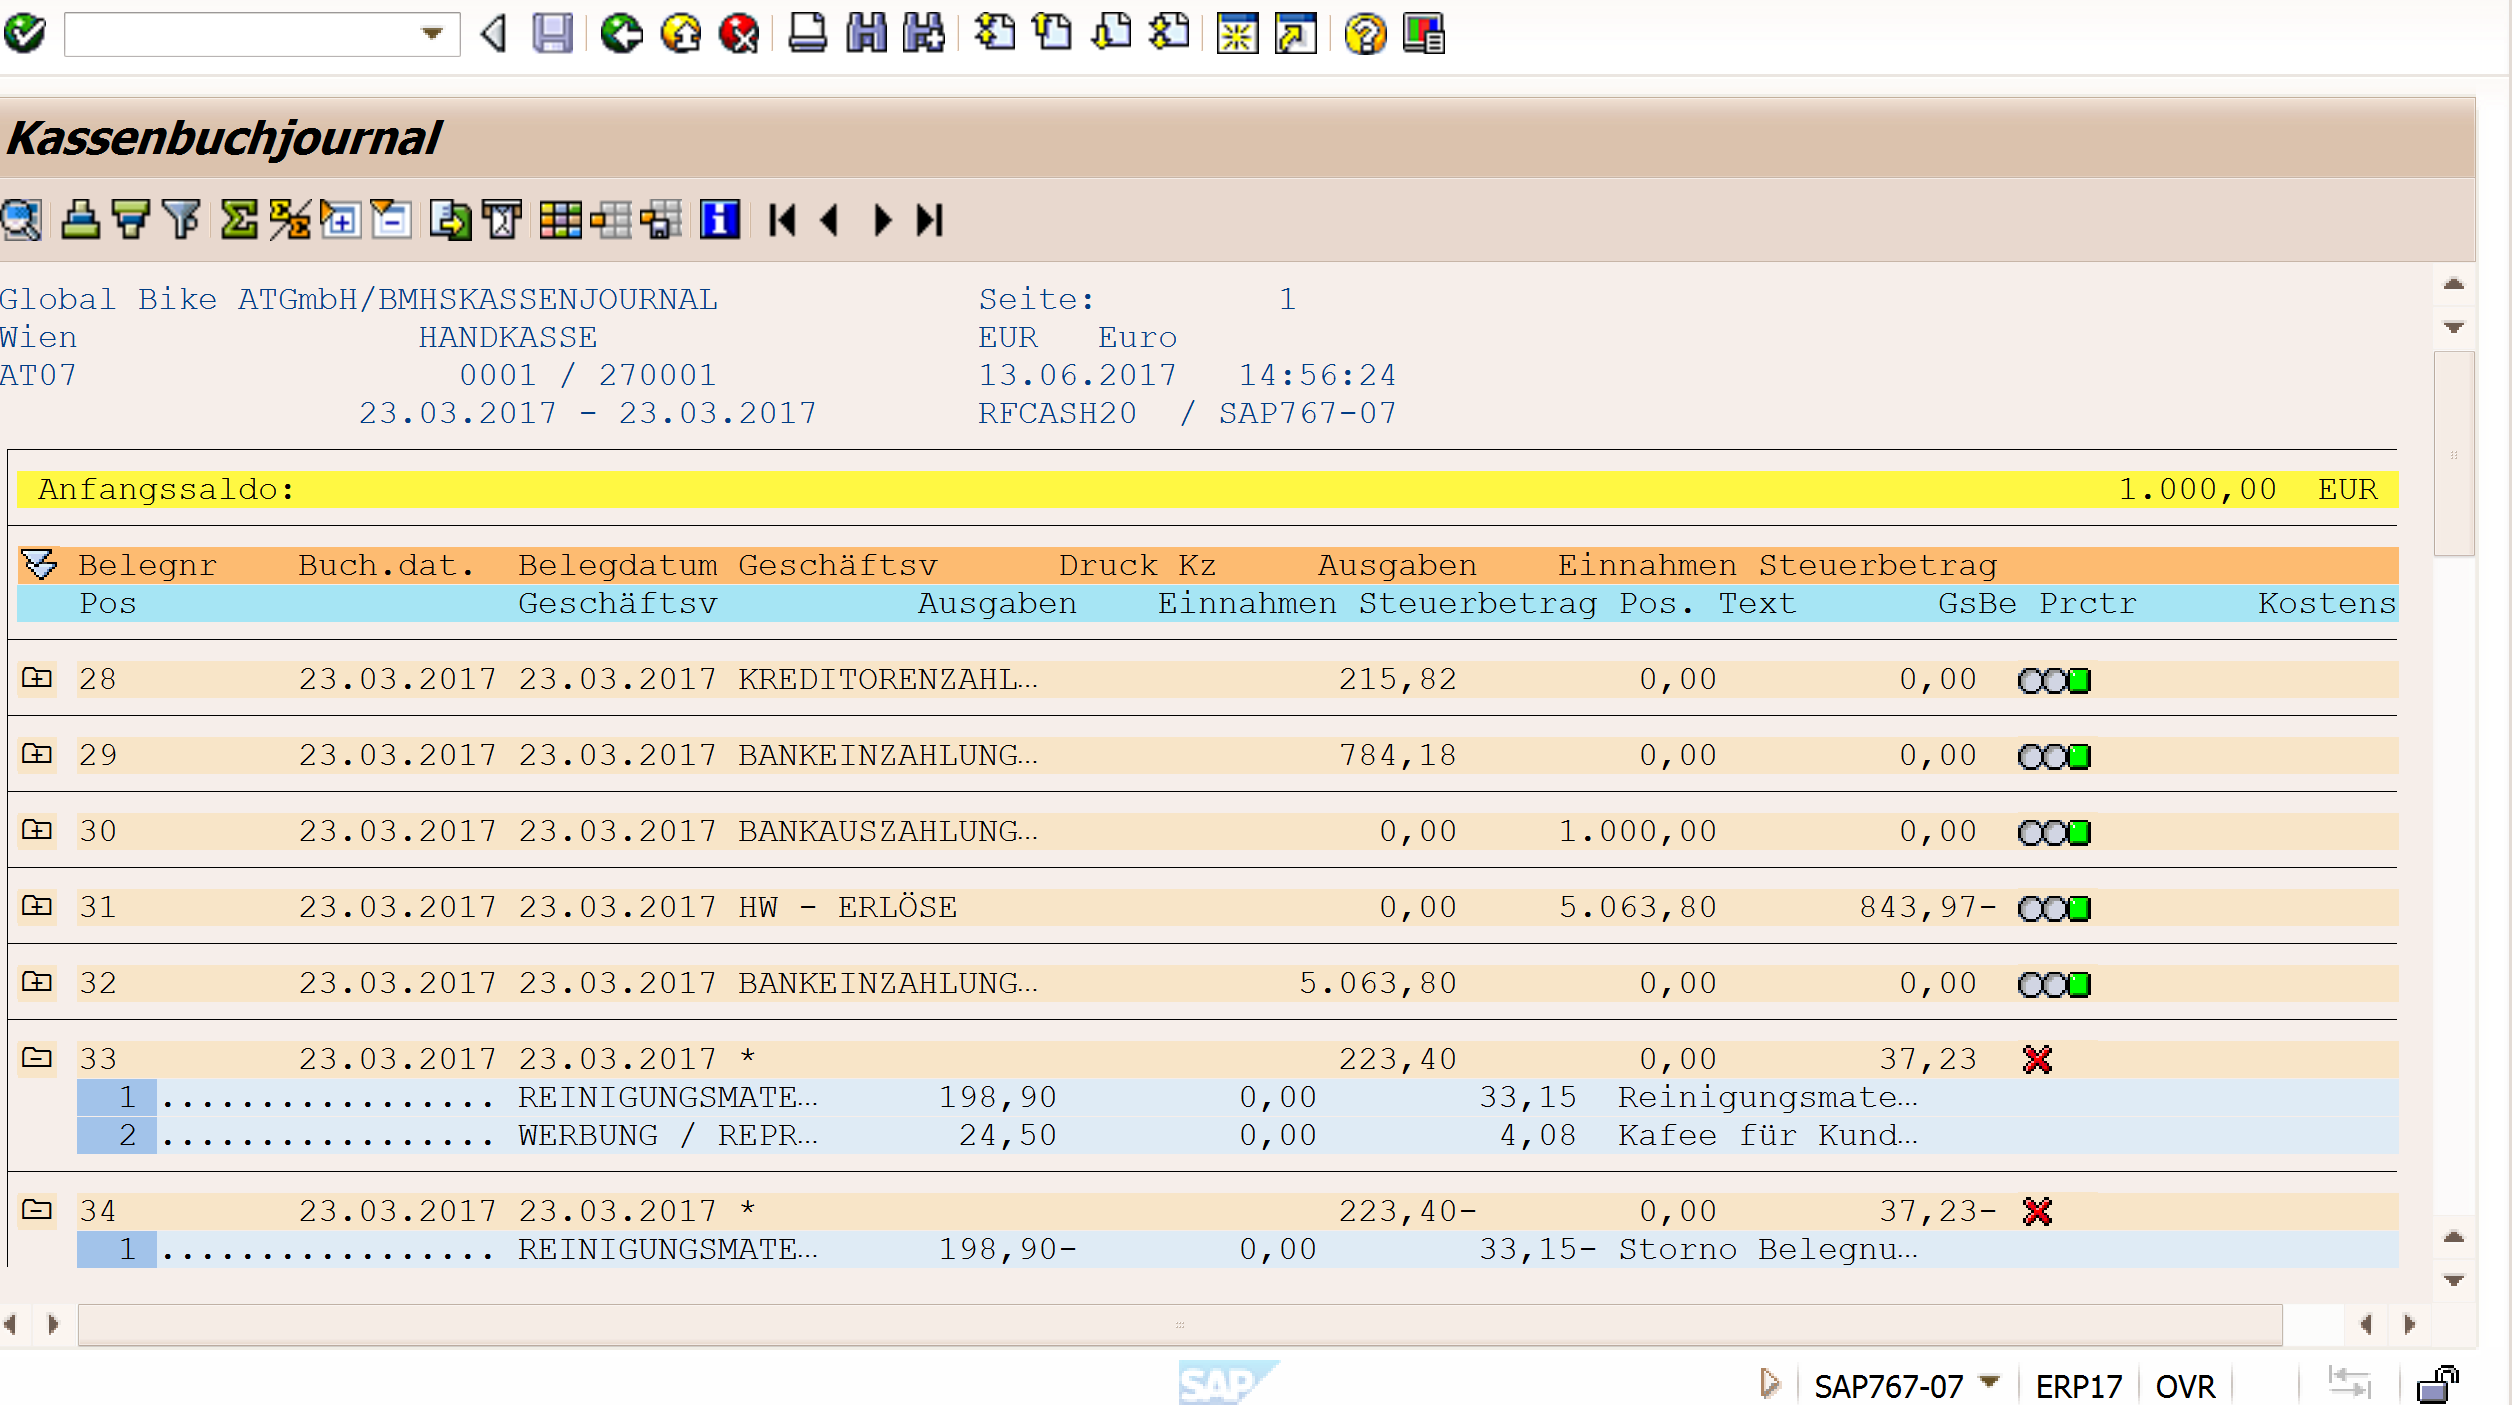 Kassenbuchjournal
Global Bike ATGmbH/BMHSKASSENJOURNAL Seite: 1
Wien HANDKASSE EUR Euro
AT07 0001 / 270001 13.06.2017 14:56:24
23.03.2017 - 23.03.2017 RFCASH20 / SAP767-07
Anfangssaldo: 1.000,00 EUR
Belegnr Buch.dat. Belegdatum Geschäftsv Druck Kz Ausgaben Einnahmen Steuerbetrag
Pos Geschäftsv Ausgaben Einnahmen Steuerbetrag Pos. Text GsBe Prctr Kostens
28 23.03.2017 23.03.2017 KREDITORENZAHL… 215,82 0,00 0,00
29 23.03.2017 23.03.2017 BANKEINZAHLUNG… 784,18 0,00 0,00
30 23.03.2017 23.03.2017 BANKAUSZAHLUNG… 0,00 1.000,00 0,00
31 23.03.2017 23.03.2017 HW - ERLÖSE 0,00 5.063,80 843,97-
32 23.03.2017 23.03.2017 BANKEINZAHLUNG… 5.063,80 0,00 0,00
33 23.03.2017 23.03.2017 * 223,40 0,00 37,23
1 ................. REINIGUNGSMATE… 198,90 0,00 33,15 Reinigungsmate…
2 ................. WERBUNG / REPR… 24,50 0,00 4,08 Kafee für Kund…
34 23.03.2017 23.03.2017 * 223,40- 0,00 37,23-
1 ................. REINIGUNGSMATE… 198,90- 0,00 33,15- Storno Belegnu…
SAP SAP767-07 ERP17 OVR